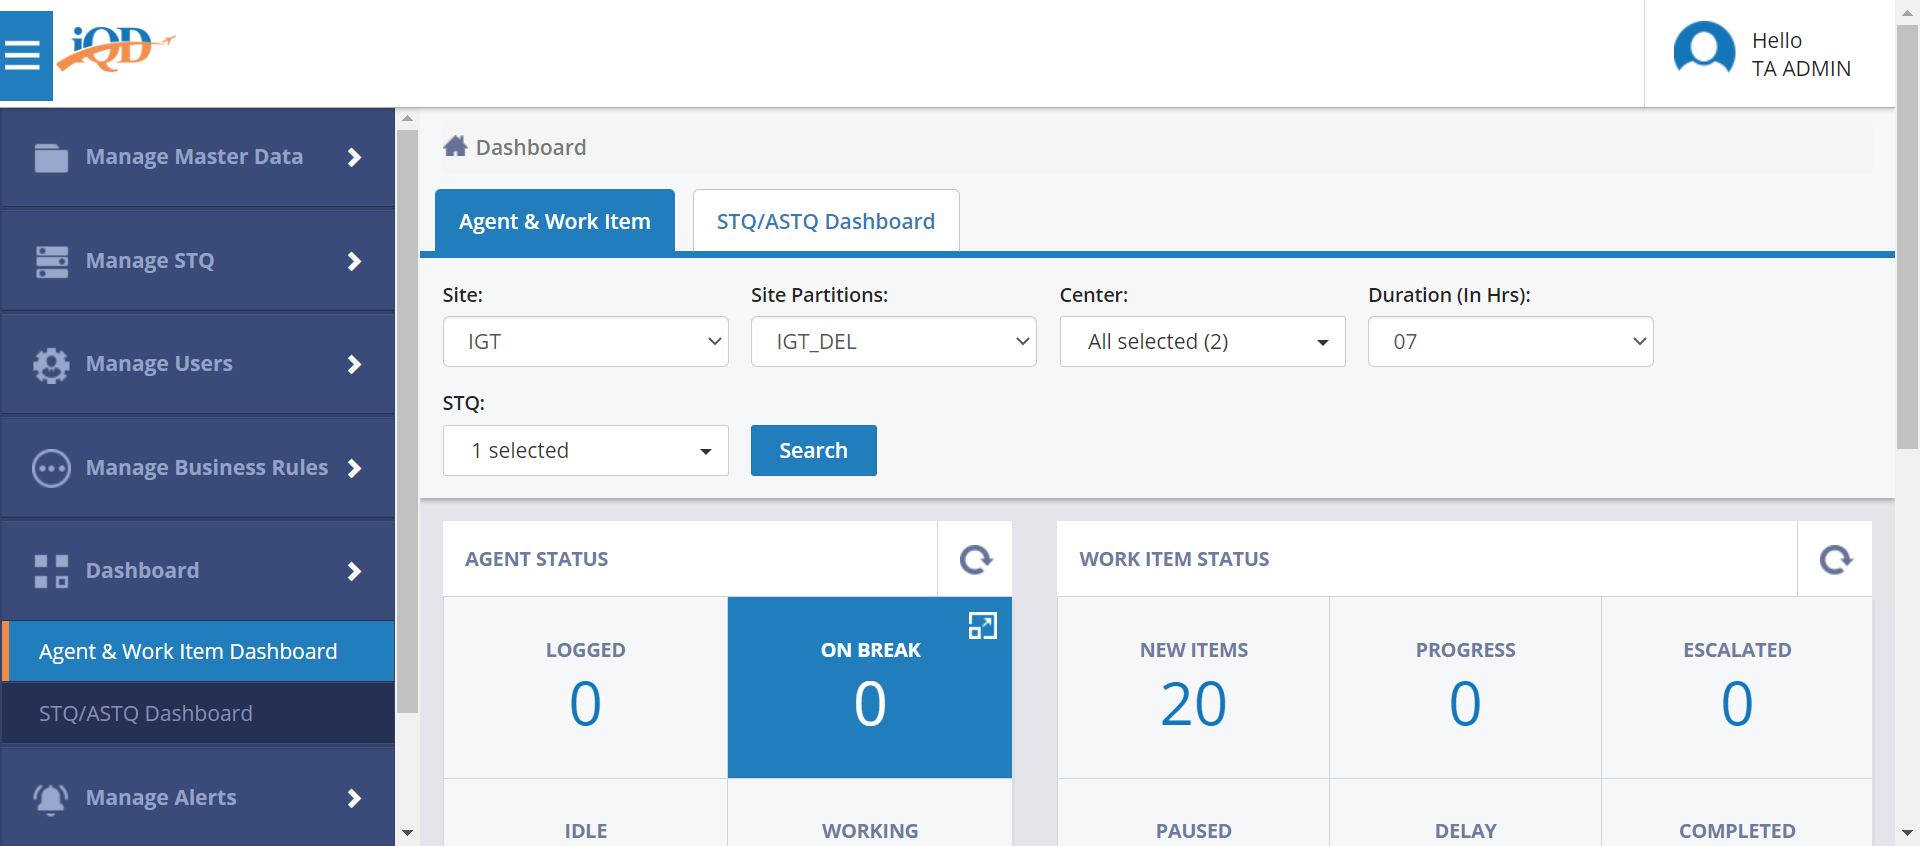 iQD
Hello
TA ADMIN
Manage Master Data
Manage STQ
Manage Users
Manage Business Rules
Dashboard
Agent & Work Item Dashboard
STQ/ASTQ Dashboard
Manage Alerts
Dashboard
Agent & Work Item
STQ/ASTQ Dashboard
Site:
Site Partitions:
Center:
Duration (In Hrs):
IGT
IGT_DEL
All selected (2)
07
STQ:
1 selected
Search
AGENT STATUS
LOGGED
0
ON BREAK
0
IDLE
WORKING
WORK ITEM STATUS
NEW ITEMS
20
PROGRESS
0
ESCALATED
0
PAUSED
DELAY
COMPLETED